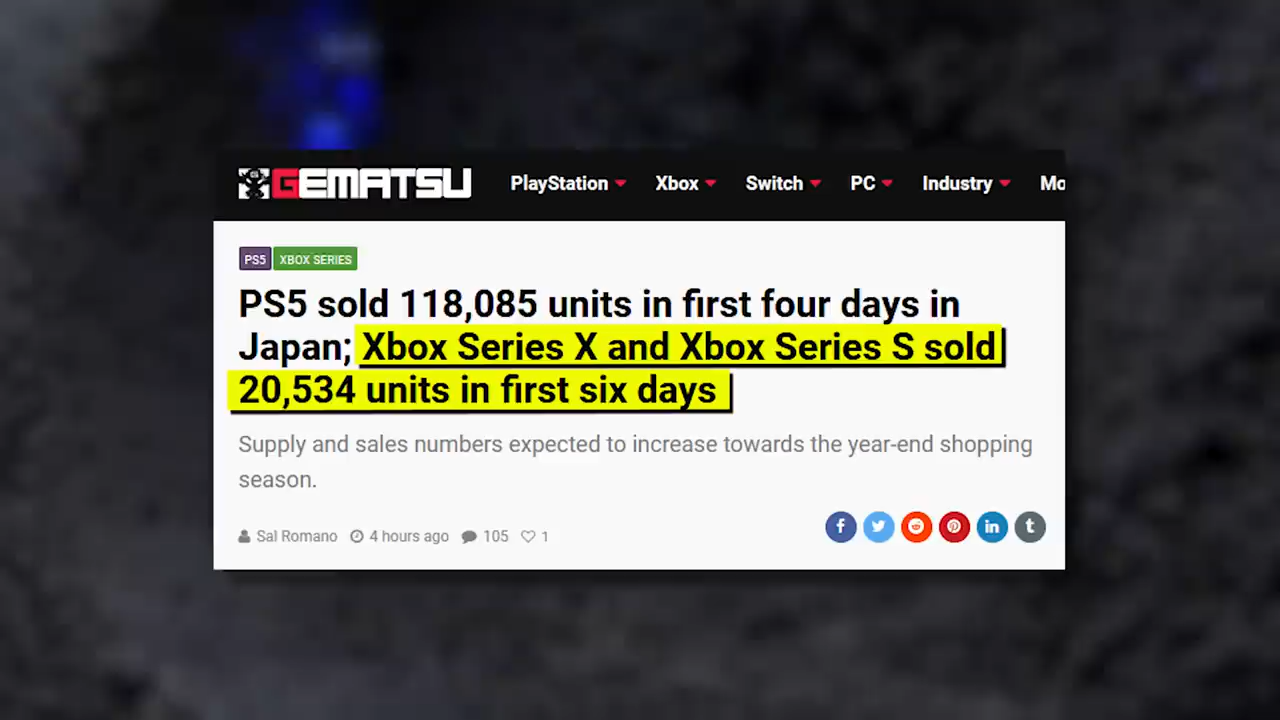 GEMATSU PlayStation Xbox Switch PC Industry Mo
PS5 XBOX SERIES
PS5 sold 118,085 units in first four days in
Japan; Xbox Series X and Xbox Series S sold
20,534 units in first six days
Supply and sales numbers expected to increase towards the year-end shopping
season.
Sal Romano 4 hours ago 105 1